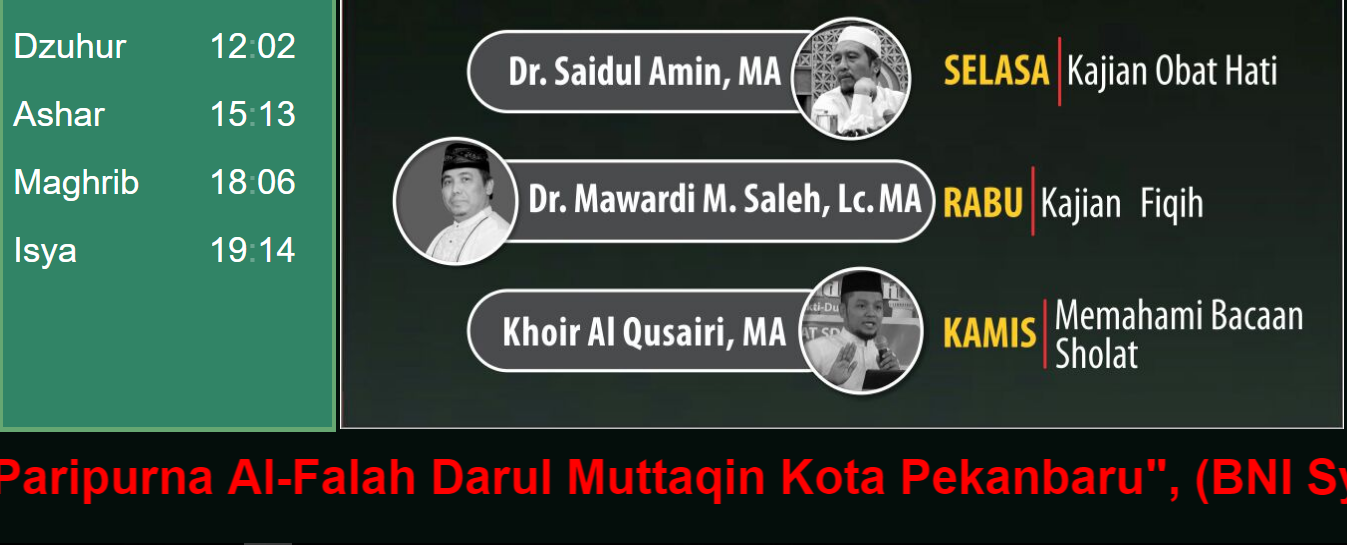 Dzuhur 12:02
Ashar 15:13
Maghrib 18:06
Isya 19:14
Dr. Saidul Amin, MA
SELASA
Kajian Obat Hati
Dr. Mawardi M. Saleh, Lc. MA
RABU
Kajian Fiqih
Khoir Al Qusairi, MA
KAMIS
Memahami Bacaan
Sholat
Paripurna Al-Falah Darul Muttaqin Kota Pekanbaru", (BNI Sy